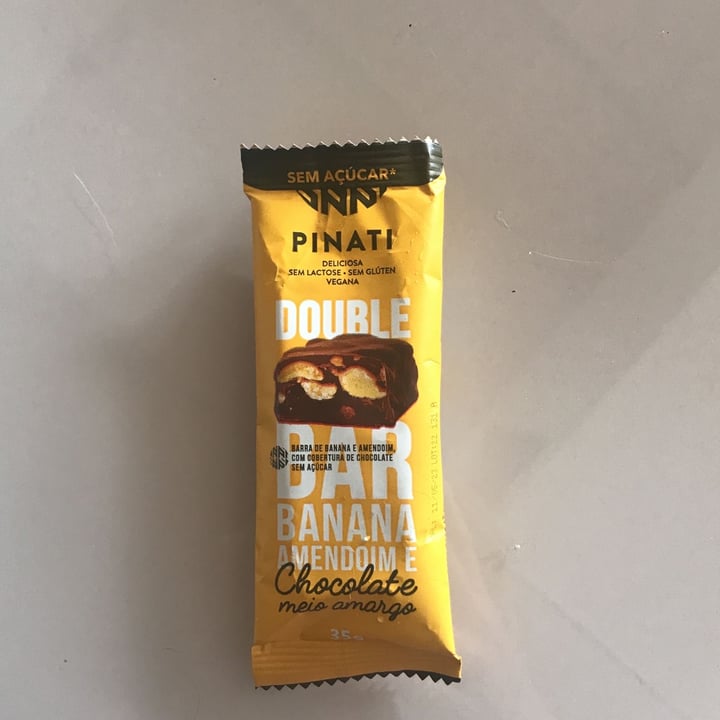 SEM AÇÚCAR*
PINATI
DELICIOSA
SEM LACTOSE • SEM GLÚTEN
VEGANA
DOUBLE
BAR
BARRA DE BANANA E AMENDOIM,
COM COBERTURA DE CHOCOLATE
SEM AÇÚCAR
BANANA
AMENDOIM E
Chocolate
meio amargo
35g